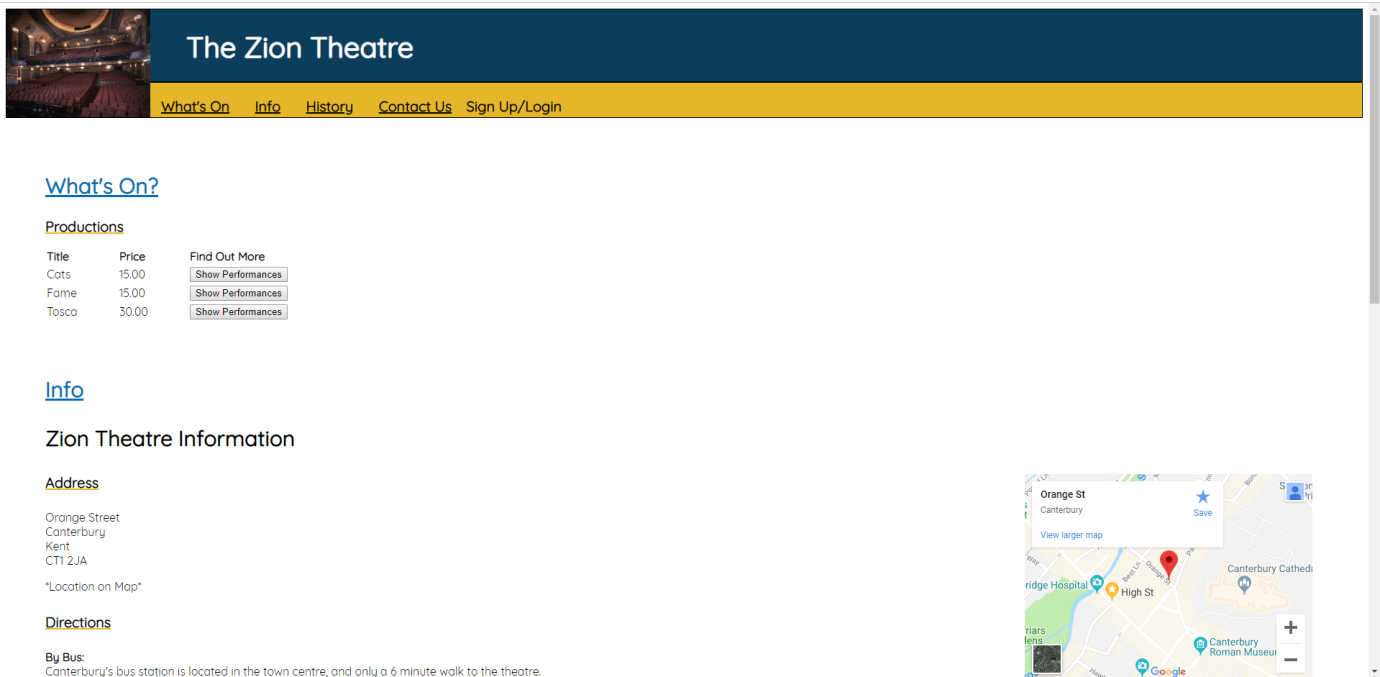 The Zion Theatre
What's On Info History Contact Us Sign Up/Login
What's On?
Productions
Title Price Find Out More
Cats 15.00 Show Performances
Fame 15.00 Show Performances
Tosca 30.00 Show Performances
Info
Zion Theatre Information
Address
Orange Street
Canterbury
Kent
CT1 2JA
*Location on Map*
Directions
By Bus:
Canterbury's bus station is located in the town centre, and only a 6 minute walk to the theatre.
Orange St
Canterbury
Save
View larger map
Best Ln
Orange St
Canterbury Cathed
ridge Hospital
High St
riars
Canterbury
Roman Museu
Google